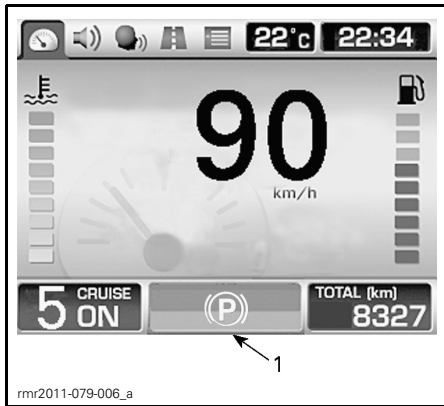 22°c 22:34
90
km/h
5 CRUISE ON
(P)
TOTAL (km)
8327
1
rmr2011-079-006_a